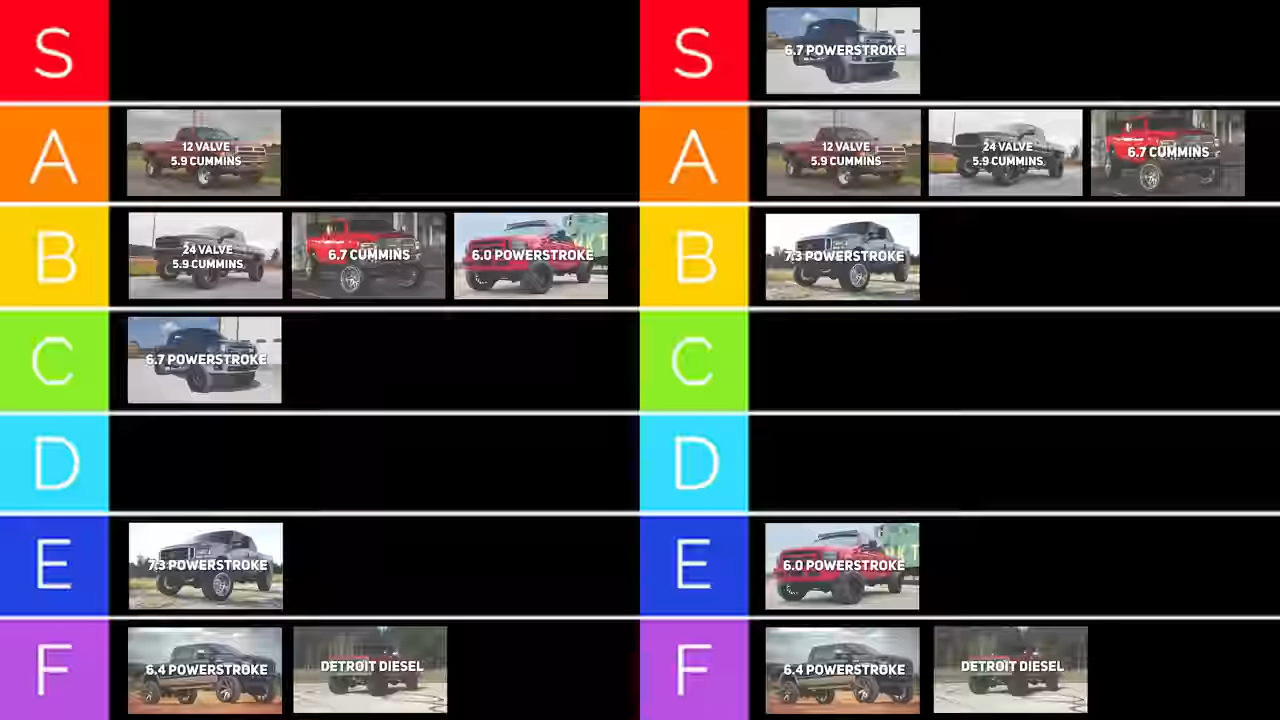 S
A
12 VALVE
5.9 CUMMINS
B
24 VALVE
5.9 CUMMINS
6.7 CUMMINS
6.0 POWERSTROKE
C
6.7 POWERSTROKE
D
E
7.3 POWERSTROKE
F
6.4 POWERSTROKE
DETROIT DIESEL
S
6.7 POWERSTROKE
A
12 VALVE
5.9 CUMMINS
24 VALVE
5.9 CUMMINS
6.7 CUMMINS
B
7.3 POWERSTROKE
C
D
E
6.0 POWERSTROKE
F
6.4 POWERSTROKE
DETROIT DIESEL